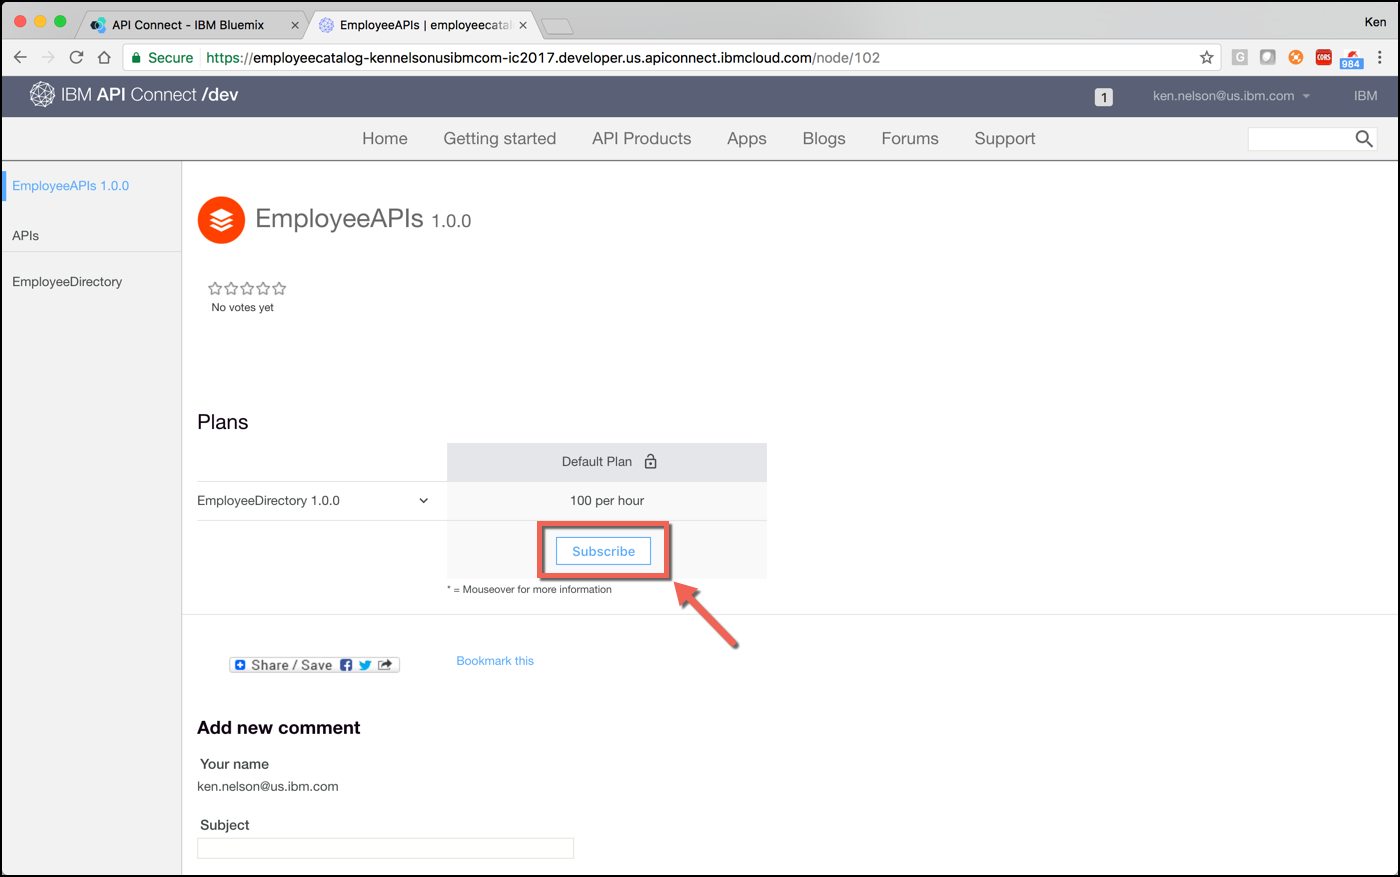 API Connect - IBM Bluemix
EmployeeAPIs | employeecatal
Ken
Secure
https://employeecatalog-kennelsonusibmcom-ic2017.developer.us.apiconnect.ibmcloud.com/node/102
G
CORS
984
IBM API Connect /dev
1
ken.nelson@us.ibm.com
IBM
Home
Getting started
API Products
Apps
Blogs
Forums
Support
EmployeeAPIs 1.0.0
APIs
EmployeeDirectory
EmployeeAPIs 1.0.0
No votes yet
Plans
Default Plan
EmployeeDirectory 1.0.0
100 per hour
Subscribe
* = Mouseover for more information
Share / Save
Bookmark this
Add new comment
Your name
ken.nelson@us.ibm.com
Subject